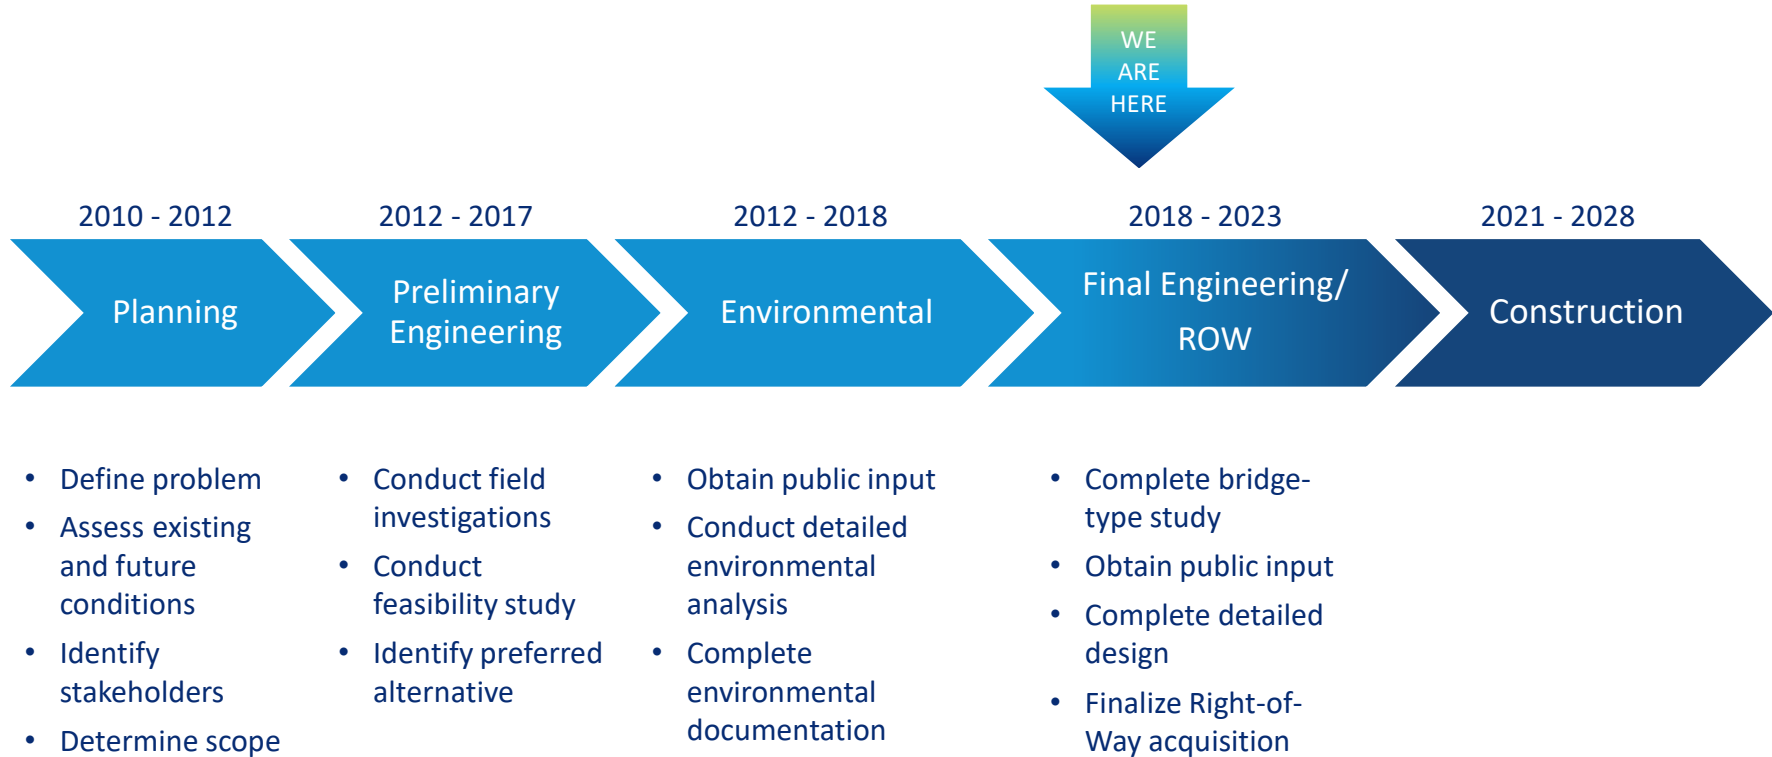 WE
ARE
HERE
2010 - 2012
2012 - 2017
2012 - 2018
2018 - 2023
2021 - 2028
Planning
Preliminary
Engineering
Environmental
Final Engineering/
ROW
Construction
• Define problem
• Assess existing
and future
conditions
• Identify
stakeholders
• Determine scope
• Conduct field
investigations
• Conduct
feasibility study
• Identify preferred
alternative
• Obtain public input
• Conduct detailed
environmental
analysis
• Complete
environmental
documentation
• Complete bridge-
type study
• Obtain public input
• Complete detailed
design
• Finalize Right-of-
Way acquisition